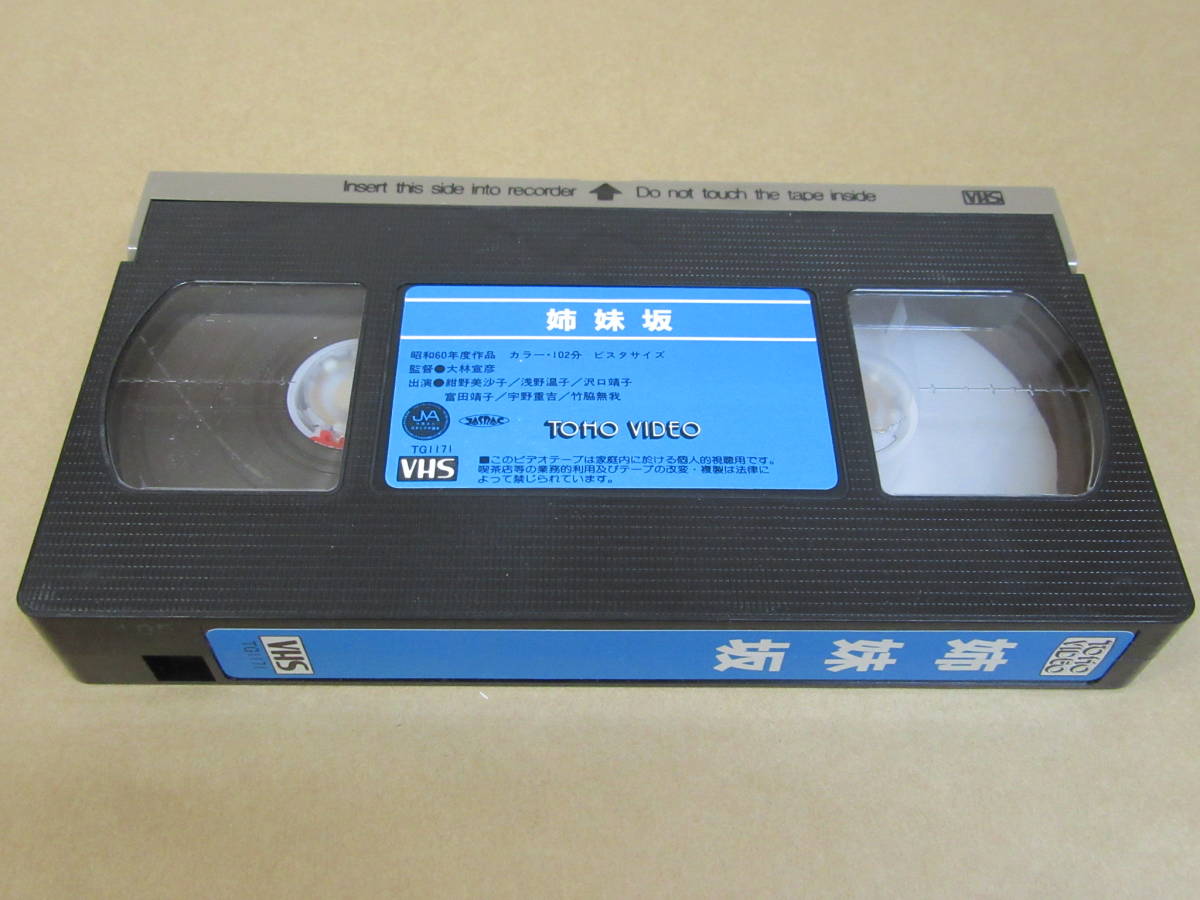 Insert this side into recorder Do not touch the tape inside VHS
姉妹坂
昭和60年度作品 カラー・102分 ビスタサイズ
監督●大林宣彦
出演●紺野美沙子／浅野温子／沢口靖子
富田靖子／宇野重吉／竹脇無我
JVA
JASRAC
TOHO VIDEO
TG1171
VHS
■このビデオテープは家庭内に於ける個人的視聴用です。
喫茶店等の業務的利用及びテープの改変・複製は法律に
よって禁じられています。
TOHO VIDEO
姉妹坂
VHS
TG1171